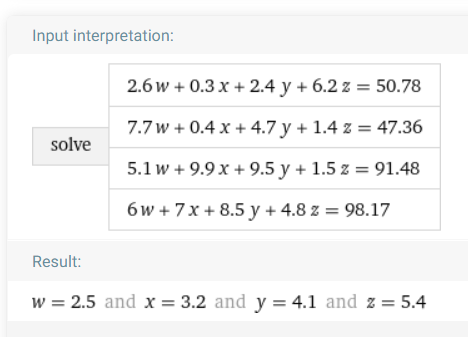 Input interpretation:
solve
2.6 w + 0.3 x + 2.4 y + 6.2 z = 50.78
7.7 w + 0.4 x + 4.7 y + 1.4 z = 47.36
5.1 w + 9.9 x + 9.5 y + 1.5 z = 91.48
6 w + 7 x + 8.5 y + 4.8 z = 98.17
Result:
w = 2.5 and x = 3.2 and y = 4.1 and z = 5.4